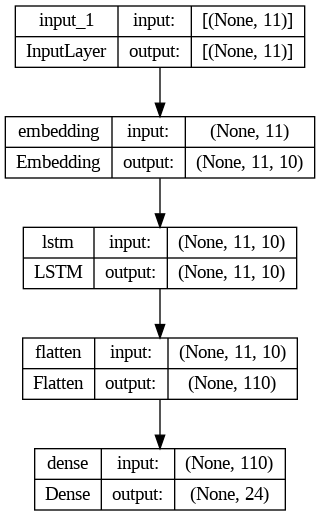 input_1 input: [(None, 11)]
InputLayer output: [(None, 11)]
embedding input: (None, 11)
Embedding output: (None, 11, 10)
lstm input: (None, 11, 10)
LSTM output: (None, 11, 10)
flatten input: (None, 11, 10)
Flatten output: (None, 110)
dense input: (None, 110)
Dense output: (None, 24)